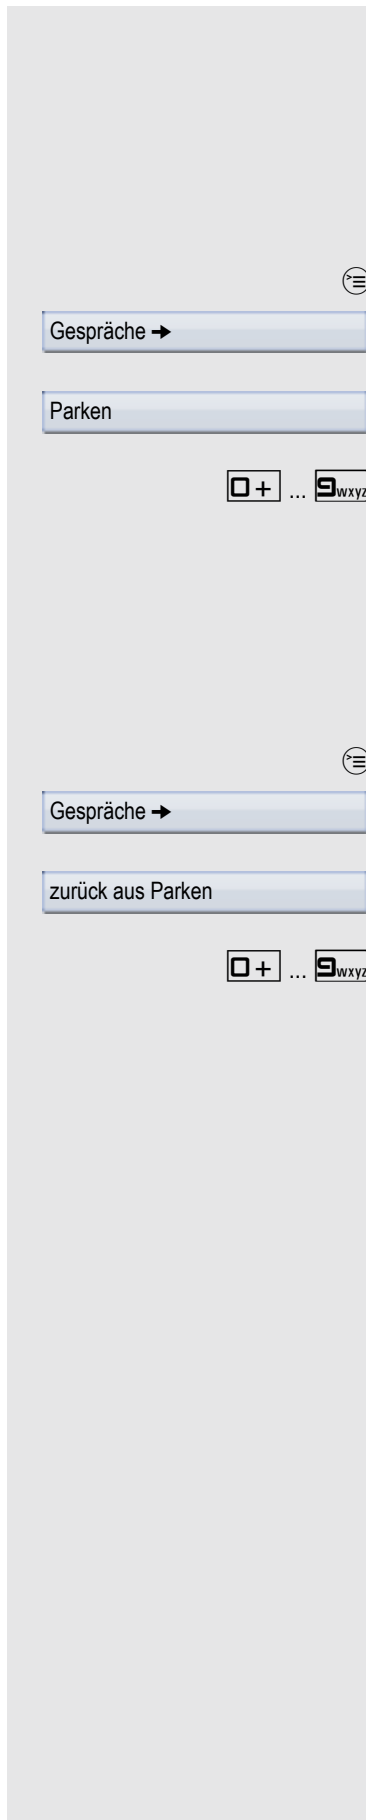 Gespräche →
Parken
0+ ... 9wxyz
Gespräche →
zurück aus Parken
0+ ... 9wxyz